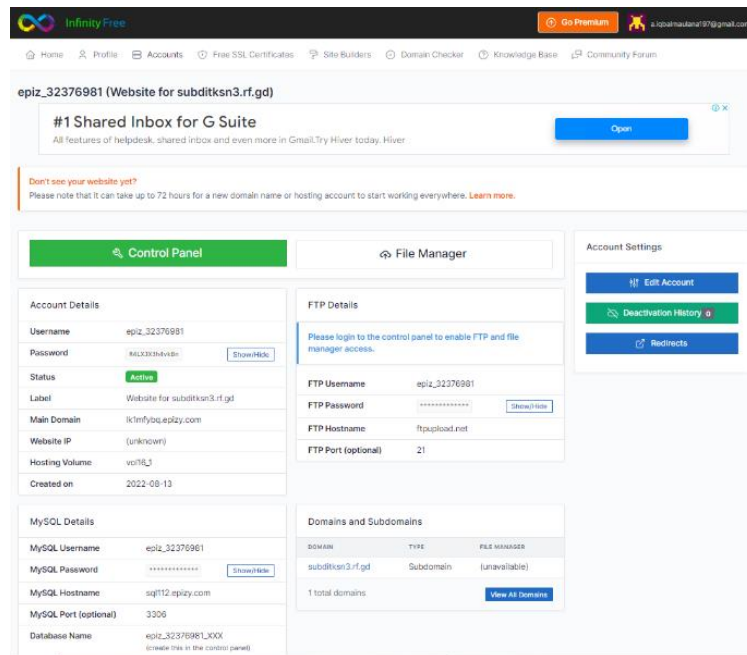 InfinityFree
Go Premium
a.iqbalmaulana197@gmail.com
Home Profile Accounts Free SSL Certificates Site Builders Domain Checker Knowledge Base Community Forum
epiz_32376981 (Website for subditksn3.rf.gd)
#1 Shared Inbox for G Suite
All features of helpdesk, shared inbox and even more in Gmail.Try Hiver today. Hiver
Open
Don't see your website yet?
Please note that it can take up to 72 hours for a new domain name or hosting account to start working everywhere. Learn more.
Control Panel
File Manager
Account Settings
Edit Account
Deactivation History 0
Redirects
Account Details
Username epiz_32376981
Password Show/Hide
Status Active
Label Website for subditksn3.rf.gd
Main Domain lk1mfybq.epizy.com
Website IP (unknown)
Hosting Volume vol16_1
Created on 2022-08-13
FTP Details
Please login to the control panel to enable FTP and file
manager access.
FTP Username epiz_32376981
FTP Password ************* Show/Hide
FTP Hostname ftpupload.net
FTP Port (optional) 21
MySQL Details
MySQL Username epiz_32376981
MySQL Password ************* Show/Hide
MySQL Hostname sql112.epizy.com
MySQL Port (optional) 3306
Database Name epiz_32376981_XXX
(create this in the control panel)
Domains and Subdomains
DOMAIN TYPE FILE MANAGER
subditksn3.rf.gd Subdomain (unavailable)
1 total domains View All Domains